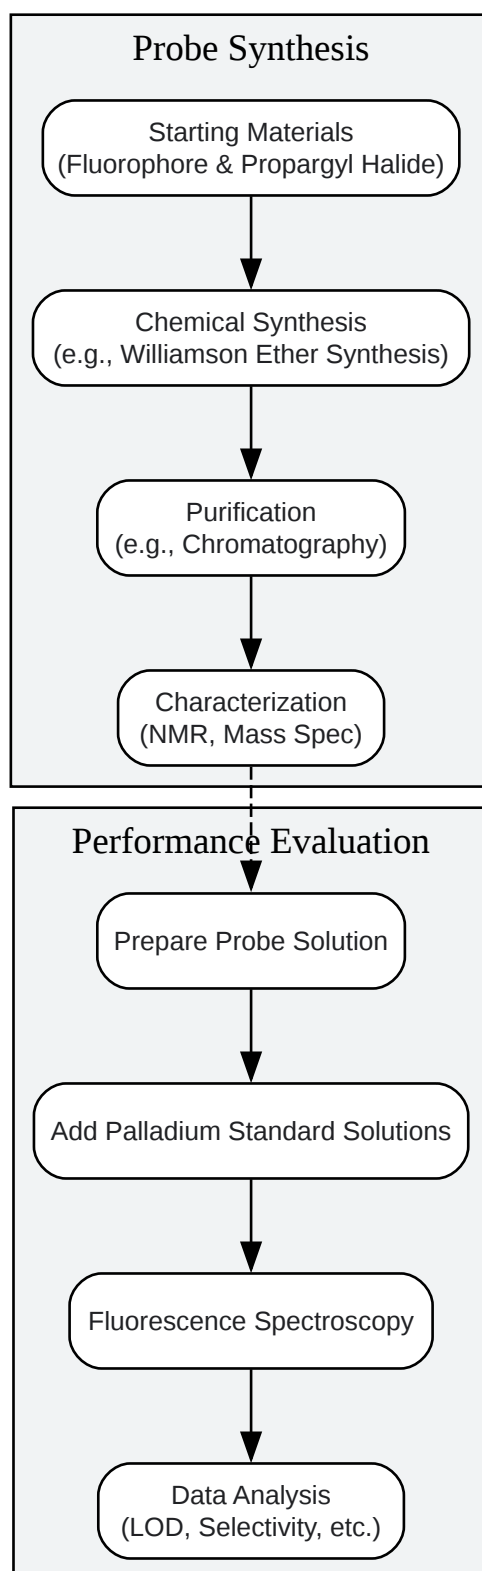 Probe Synthesis
Starting Materials
(Fluorophore & Propargyl Halide)
Chemical Synthesis
(e.g., Williamson Ether Synthesis)
Purification
(e.g., Chromatography)
Characterization
(NMR, Mass Spec)
Performance Evaluation
Prepare Probe Solution
Add Palladium Standard Solutions
Fluorescence Spectroscopy
Data Analysis
(LOD, Selectivity, etc.)